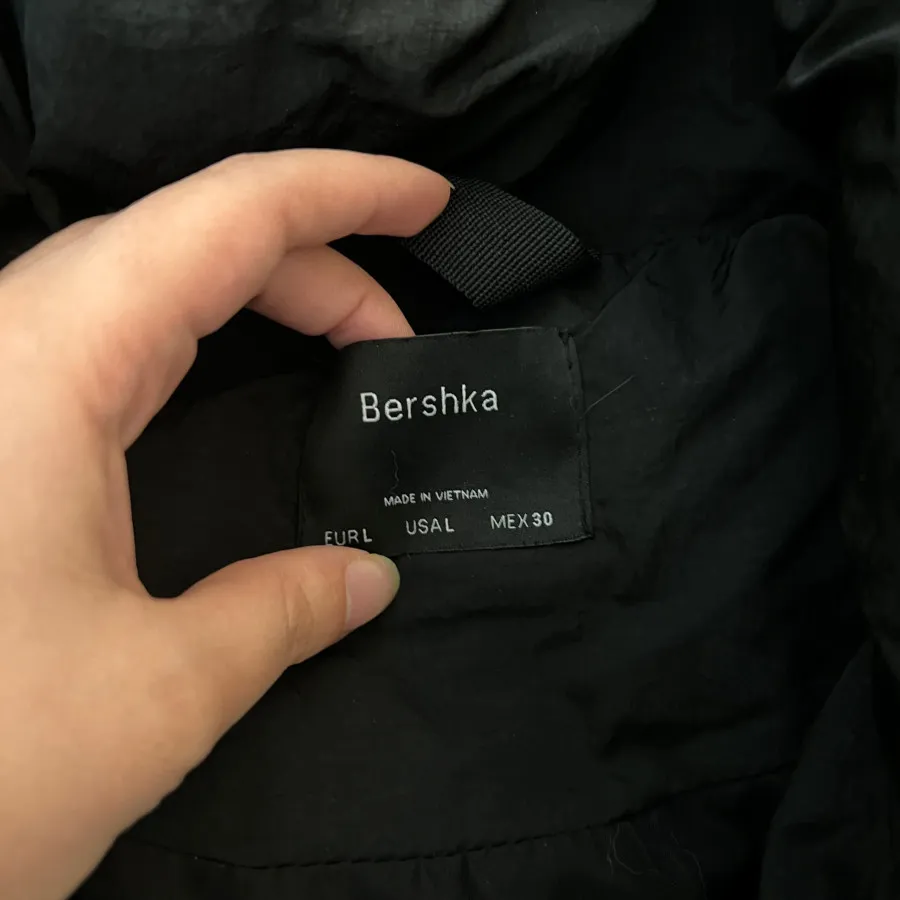 Bershka
MADE IN VIETNAM
EUR L USA L MEX 30